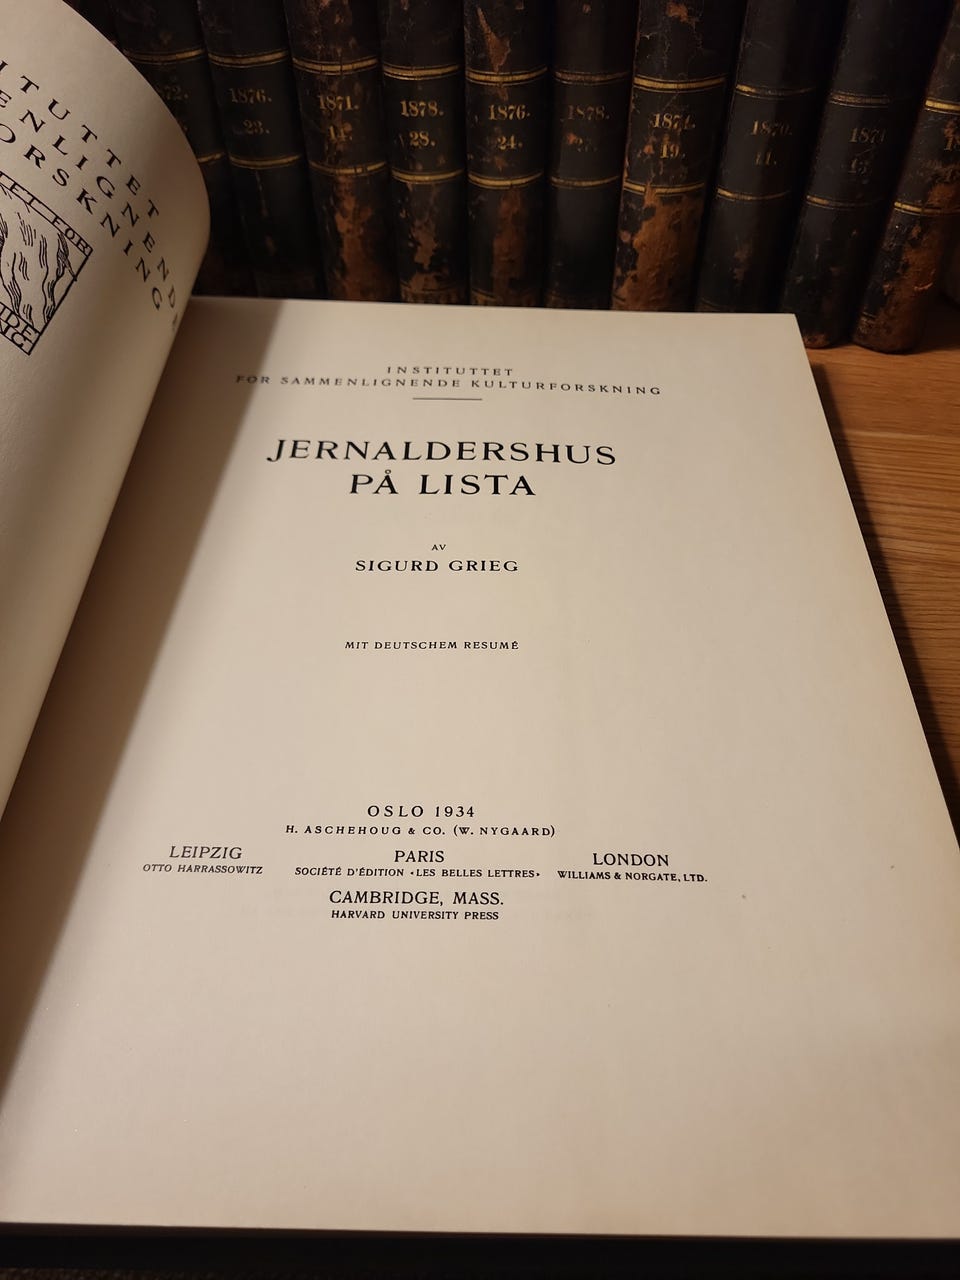 1876.
23.
1871.
1878.
28.
1876.
24.
1878.
1874.
19.
1870.
11.
1871
13.
INSTITUTTET
FOR SAMMENLIGNENDE KULTURFORSKNING
JERNALDERSHUS
PÅ LISTA
AV
SIGURD GRIEG
MIT DEUTSCHEM RESUMÉ
OSLO 1934
H. ASCHEHOUG & CO. (W. NYGAARD)
LEIPZIG
OTTO HARRASSOWITZ
PARIS
SOCIÉTÉ D'ÉDITION «LES BELLES LETTRES»
LONDON
WILLIAMS & NORGATE, LTD.
CAMBRIDGE, MASS.
HARVARD UNIVERSITY PRESS